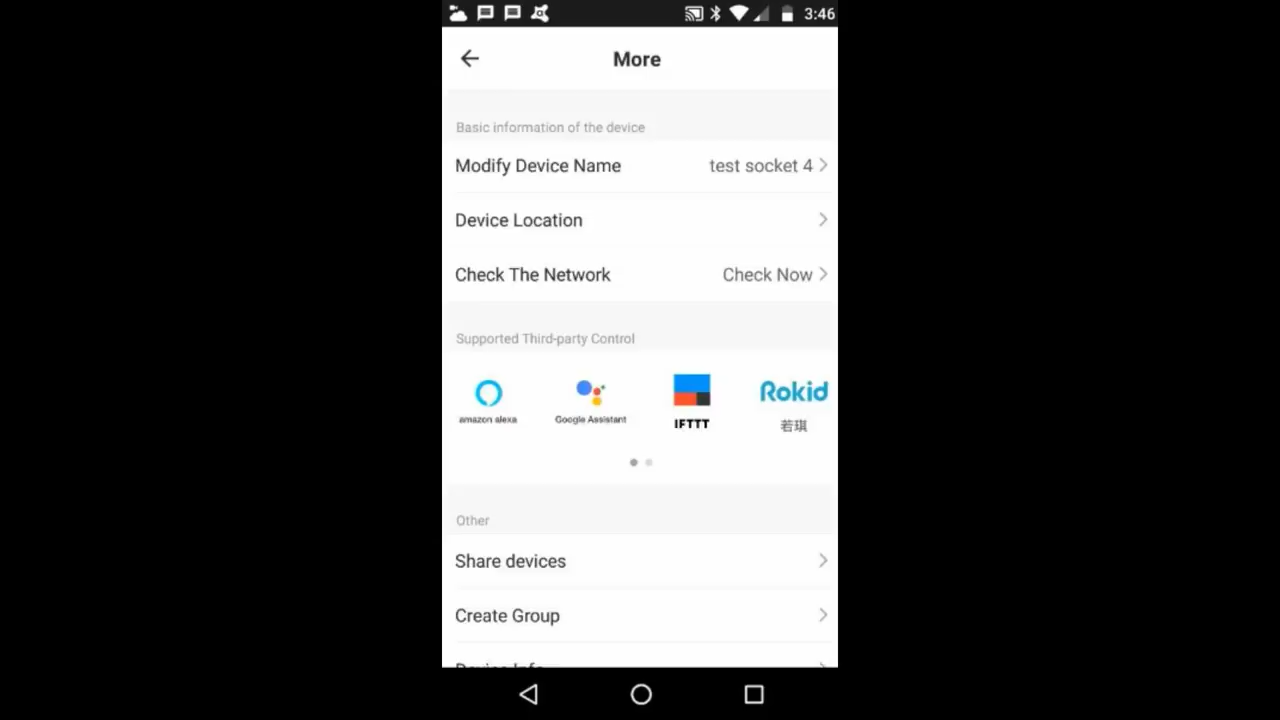 3:46
More
Basic information of the device
Modify Device Name test socket 4
Device Location
Check The Network Check Now
Supported Third-party Control
amazon alexa Google Assistant IFTTT Rokid
若琪
Other
Share devices
Create Group
Device Info